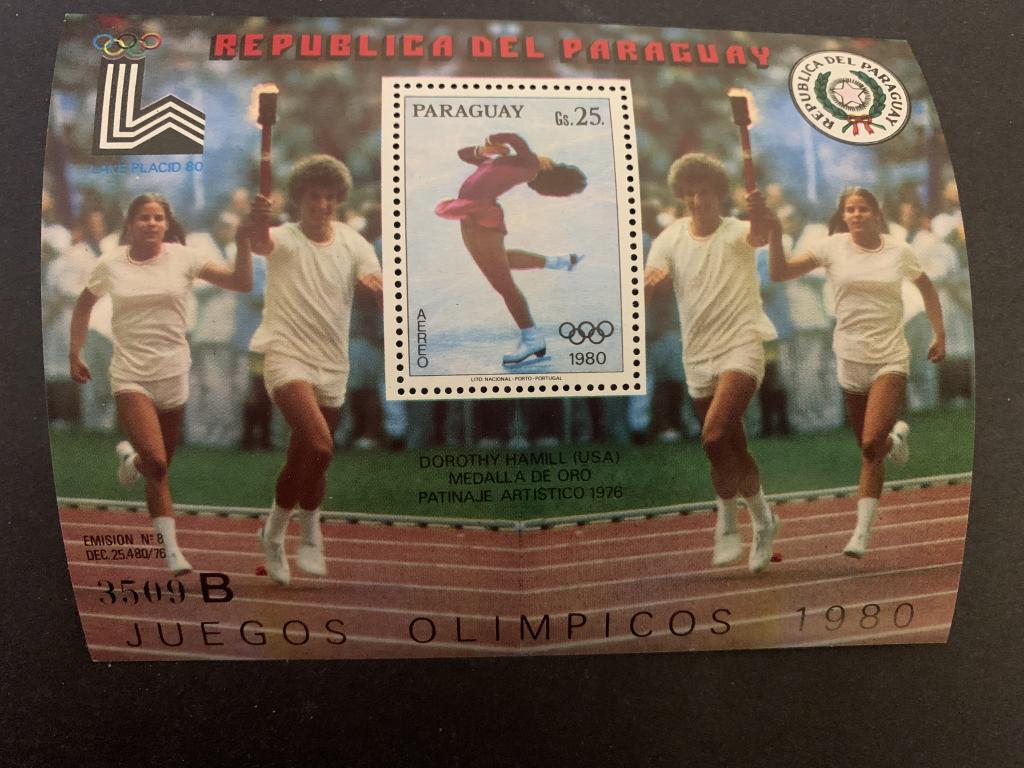 REPUBLICA DEL PARAGUAY
LAKE PLACID 80
REPUBLICA DEL PARAGUAY
PARAGUAY
Gs.25.
AEREO
1980
LITO NACIONAL-PORTO-PORTUGAL
DOROTHY HAMILL (USA)
MEDALLA DE ORO
PATINAJE ARTISTICO 1976
EMISION Nº 8
DEC. 25.480/76
3509 B
JUEGOS OLIMPICOS 1980